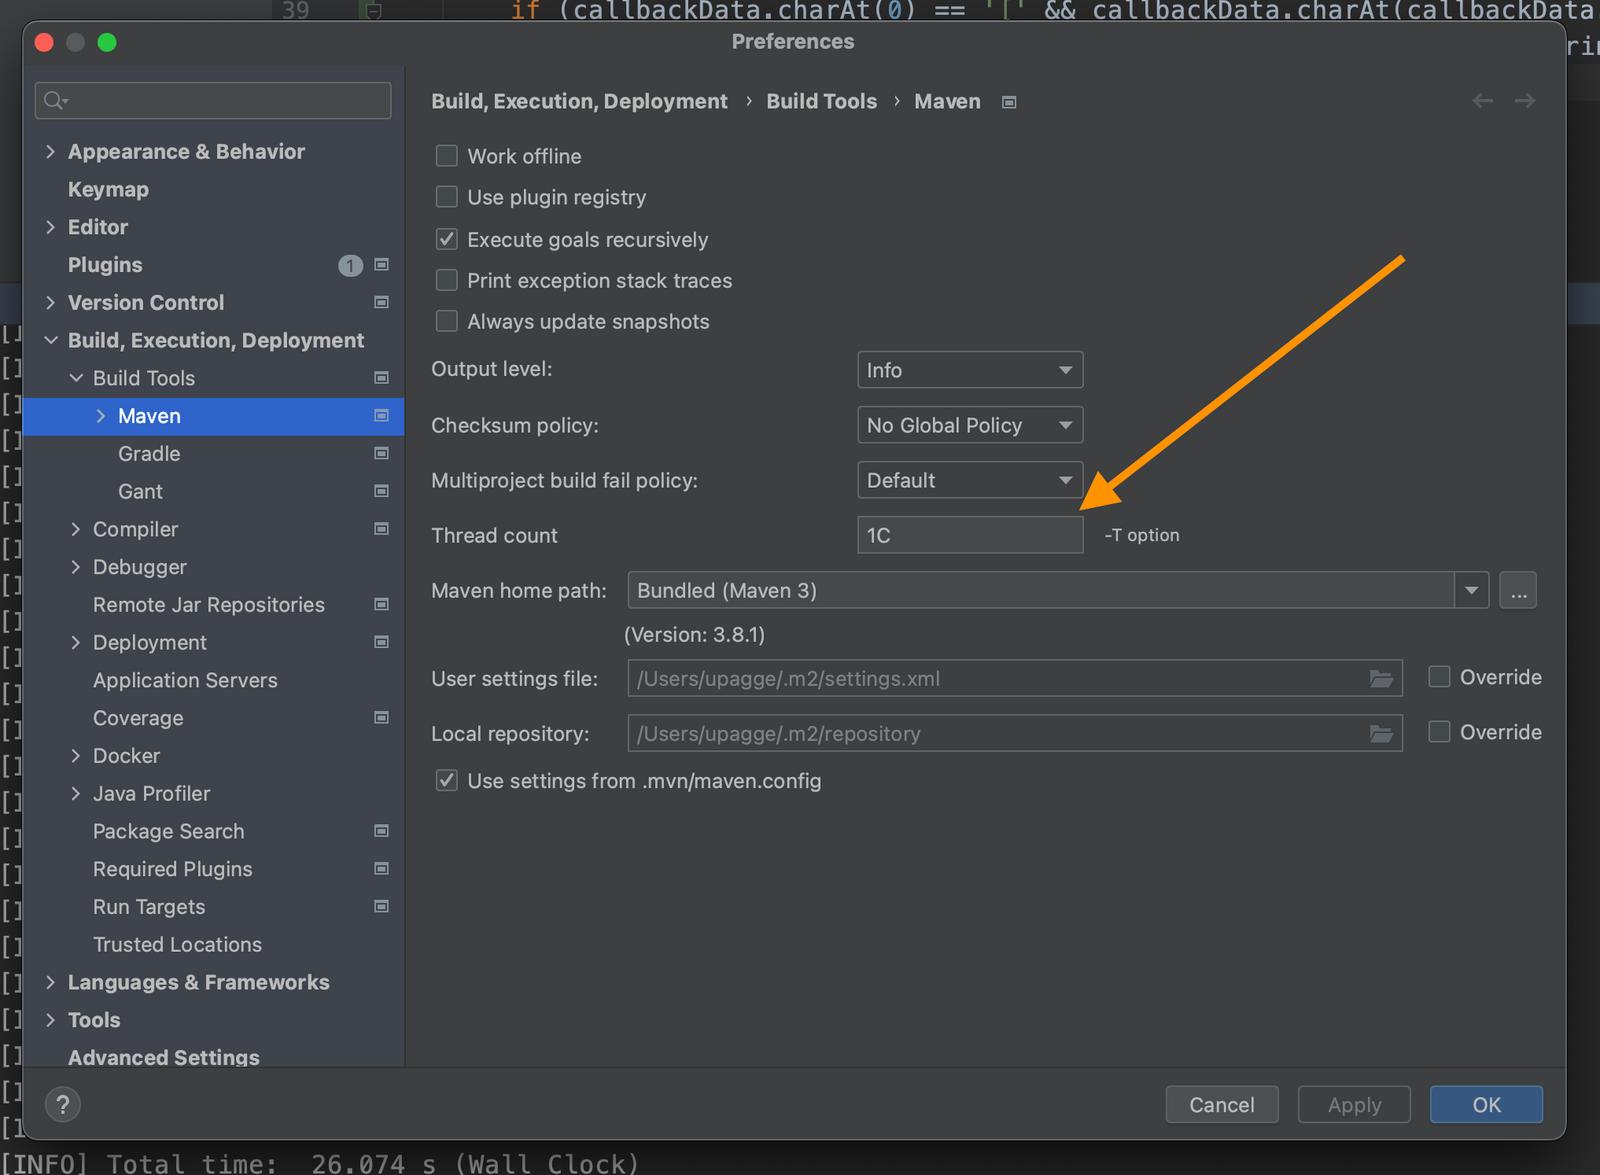 39 if (callbackData.charAt(0) == '[' && callbackData.charAt(callbackData.
Preferences
Build, Execution, Deployment › Build Tools › Maven
Appearance & Behavior
Keymap
Editor
Plugins 1
Version Control
Build, Execution, Deployment
Build Tools
Maven
Gradle
Gant
Compiler
Debugger
Remote Jar Repositories
Deployment
Application Servers
Coverage
Docker
Java Profiler
Package Search
Required Plugins
Run Targets
Trusted Locations
Languages & Frameworks
Tools
Advanced Settings
Work offline
Use plugin registry
Execute goals recursively
Print exception stack traces
Always update snapshots
Output level: Info
Checksum policy: No Global Policy
Multiproject build fail policy: Default
Thread count 1C -T option
Maven home path: Bundled (Maven 3) ...
(Version: 3.8.1)
User settings file: /Users/upagge/.m2/settings.xml Override
Local repository: /Users/upagge/.m2/repository Override
Use settings from .mvn/maven.config
? Cancel Apply OK
[INFO] Total time: 26.074 s (Wall Clock)